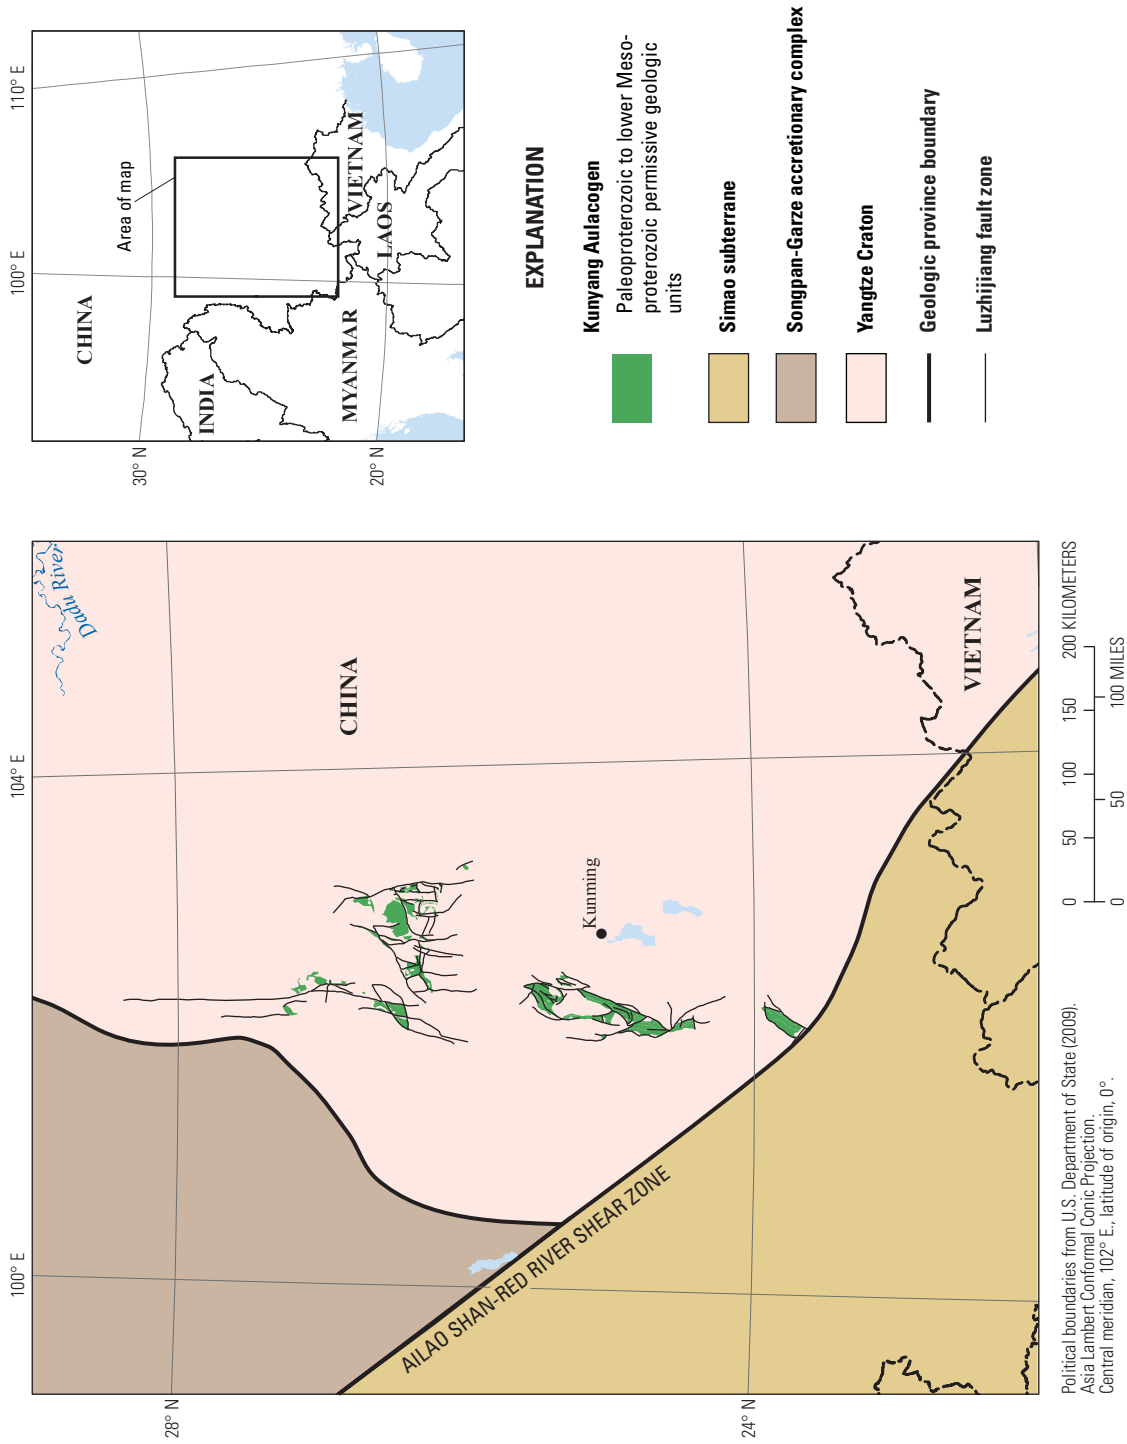 100° E
104° E
28° N
24° N
Dadu River
CHINA
Kunming
VIETNAM
AILAO SHAN-RED RIVER SHEAR ZONE
Political boundaries from U.S. Department of State (2009).
Asia Lambert Conformal Conic Projection.
Central meridian, 102° E., latitude of origin, 0°.
0 50 100 150 200 KILOMETERS
0 50 100 MILES
100° E
110° E
30° N
20° N
Area of map
CHINA
INDIA
MYANMAR
LAOS
VIETNAM
EXPLANATION
Kunyang Aulacogen
Paleoproterozoic to lower Meso-
proterozoic permissive geologic
units
Simao subterrane
Songpan-Garze accretionary complex
Yangtze Craton
Geologic province boundary
Luzhijiang fault zone